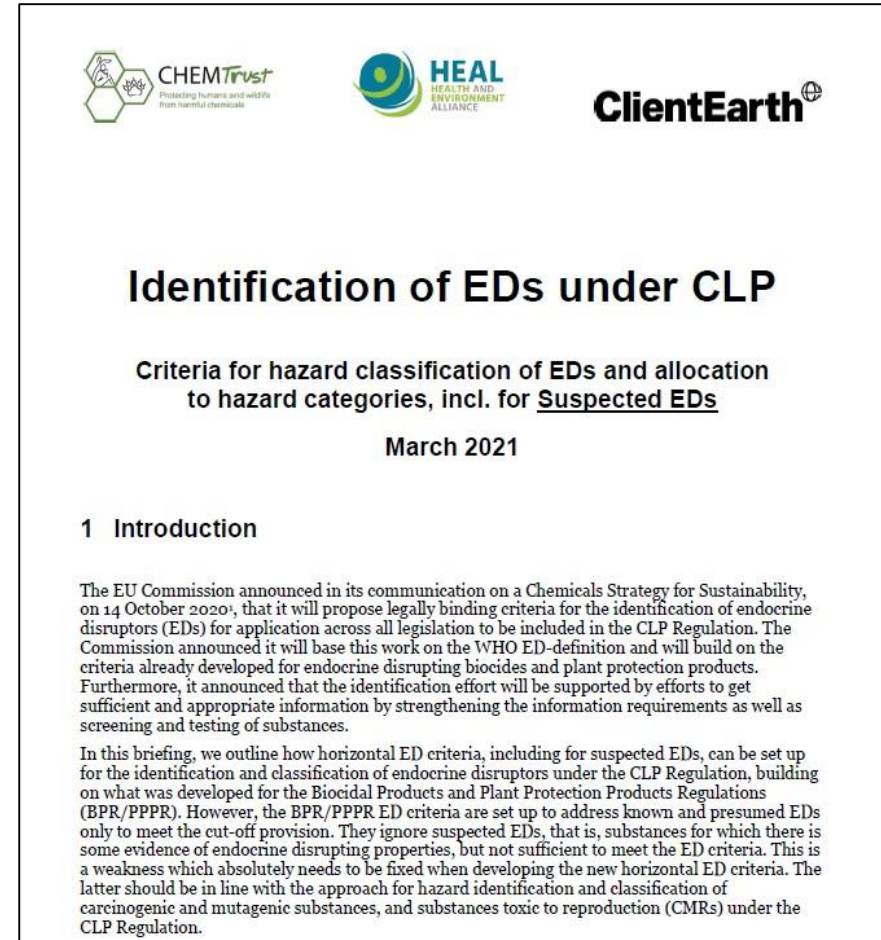 CHEMTrust
Protecting humans and wildlife
from harmful chemicals
HEAL
HEALTH AND
ENVIRONMENT
ALLIANCE
ClientEarth
Identification of EDs under CLP
Criteria for hazard classification of EDs and allocation
to hazard categories, incl. for Suspected EDs
March 2021
1 Introduction
The EU Commission announced in its communication on a Chemicals Strategy for Sustainability,
on 14 October 2020¹, that it will propose legally binding criteria for the identification of endocrine
disruptors (EDs) for application across all legislation to be included in the CLP Regulation. The
Commission announced it will base this work on the WHO ED-definition and will build on the
criteria already developed for endocrine disrupting biocides and plant protection products.
Furthermore, it announced that the identification effort will be supported by efforts to get
sufficient and appropriate information by strengthening the information requirements as well as
screening and testing of substances.
In this briefing, we outline how horizontal ED criteria, including for suspected EDs, can be set up
for the identification and classification of endocrine disruptors under the CLP Regulation, building
on what was developed for the Biocidal Products and Plant Protection Products Regulations
(BPR/PPPR). However, the BPR/PPPR ED criteria are set up to address known and presumed EDs
only to meet the cut-off provision. They ignore suspected EDs, that is, substances for which there is
some evidence of endocrine disrupting properties, but not sufficient to meet the ED criteria. This is
a weakness which absolutely needs to be fixed when developing the new horizontal ED criteria. The
latter should be in line with the approach for hazard identification and classification of
carcinogenic and mutagenic substances, and substances toxic to reproduction (CMRs) under the
CLP Regulation.